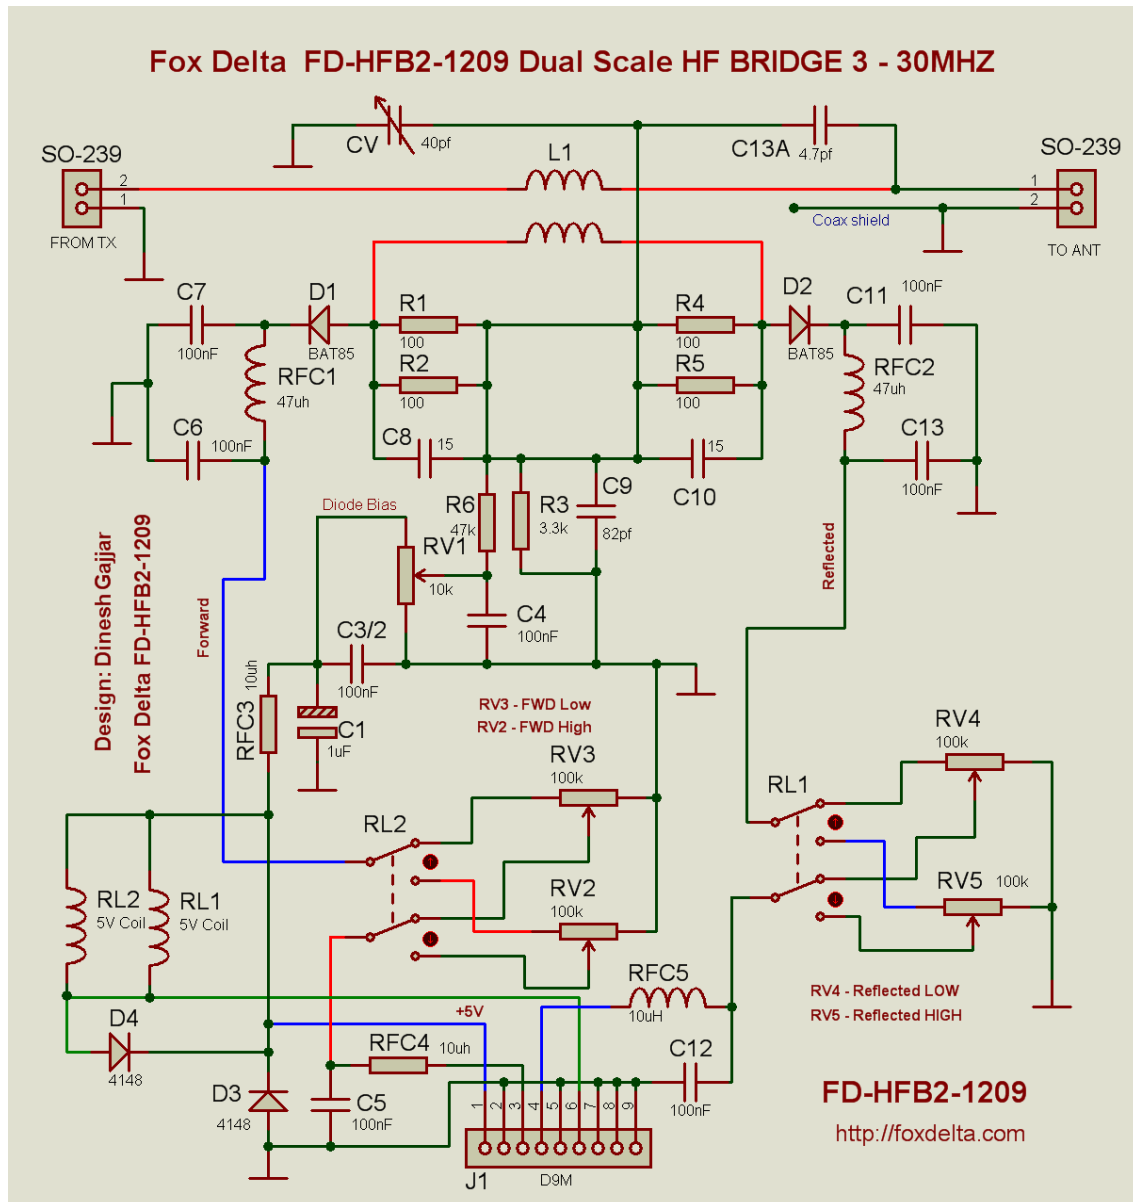 Fox Delta FD-HFB2-1209 Dual Scale HF BRIDGE 3 - 30MHZ
CV
40pf
C13A
4.7pf
SO-239
2
1
FROM TX
L1
SO-239
1
2
Coax shield
TO ANT
C7
100nF
D1
BAT85
R1
100
R4
100
D2
BAT85
C11
100nF
RFC1
47uh
R2
100
R5
100
RFC2
47uh
C6
100nF
C8
15
15
C10
C13
100nF
Diode Bias
R6
47k
R3
3.3k
C9
82pf
RV1
10k
C4
100nF
Design: Dinesh Gajjar
Fox Delta FD-HFB2-1209
Forward
Reflected
C3/2
100nF
10uh
RFC3
C1
1uF
RV3 - FWD Low
RV2 - FWD High
RV3
100k
RV4
100k
RL1
RL2
RV2
100k
RV5
100k
RL2
5V Coil
RL1
5V Coil
RFC5
10uH
RV4 - Reflected LOW
RV5 - Reflected HIGH
+5V
D4
4148
RFC4
10uh
C12
100nF
D3
4148
C5
100nF
1
2
3
4
5
6
7
8
9
J1
D9M
FD-HFB2-1209
http://foxdelta.com